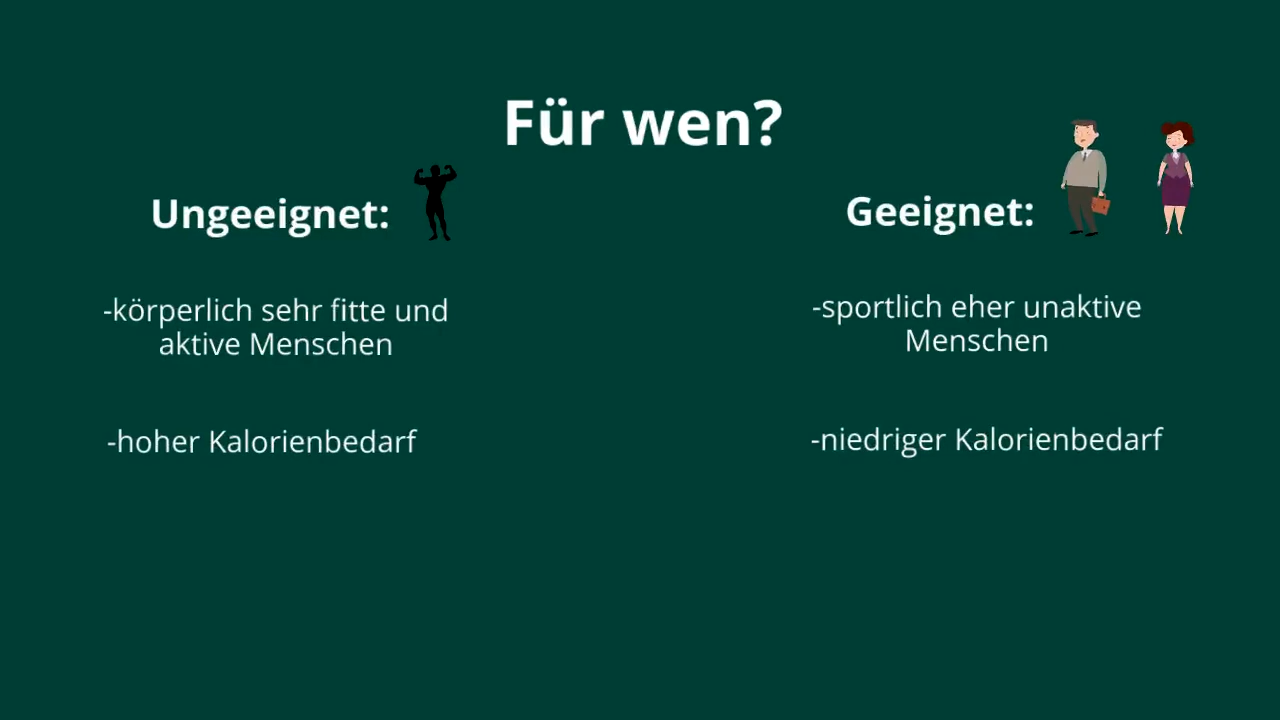 Für wen?
Ungeeignet:
-körperlich sehr fitte und
aktive Menschen
-hoher Kalorienbedarf
Geeignet:
-sportlich eher unaktive
Menschen
-niedriger Kalorienbedarf